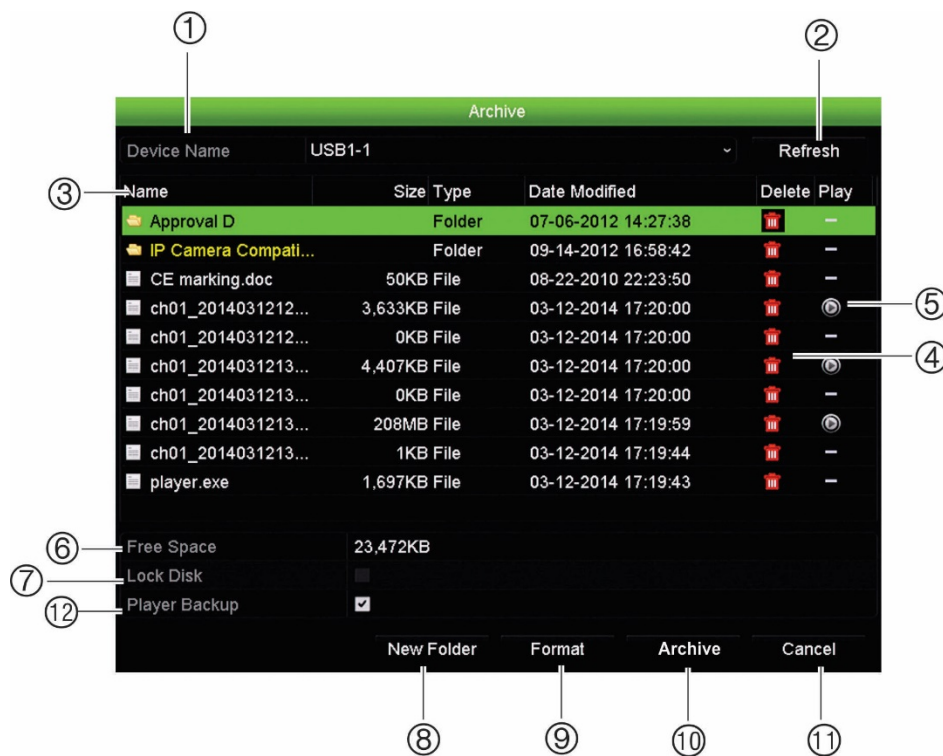 ① ②
Archive
Device Name USB1-1 Refresh
③ Name Size Type Date Modified Delete Play
Approval D Folder 07-06-2012 14:27:38 –
IP Camera Compati... Folder 09-14-2012 16:58:42 –
CE marking.doc 50KB File 08-22-2010 22:23:50 –
ch01_2014031212... 3,633KB File 03-12-2014 17:20:00 ⑤
ch01_2014031212... 0KB File 03-12-2014 17:20:00 –
④
ch01_2014031213... 4,407KB File 03-12-2014 17:20:00
ch01_2014031213... 0KB File 03-12-2014 17:20:00 –
ch01_2014031213... 208MB File 03-12-2014 17:19:59
ch01_2014031213... 1KB File 03-12-2014 17:19:44 –
player.exe 1,697KB File 03-12-2014 17:19:43 –
⑥ Free Space 23,472KB
⑦ Lock Disk
⑫ Player Backup
New Folder Format Archive Cancel
⑧ ⑨ ⑩ ⑪